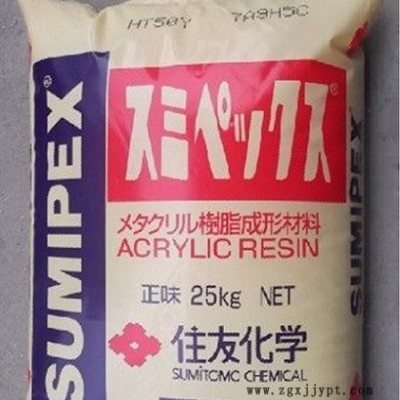 HT50Y 7A9H5C
SUMIPEX®
スミペックス®
メタクリル樹脂成形材料
ACRYLIC RESIN
正味 25kg NET
住友化学
SUMITOMO CHEMICAL
www.zgxjjypt.com